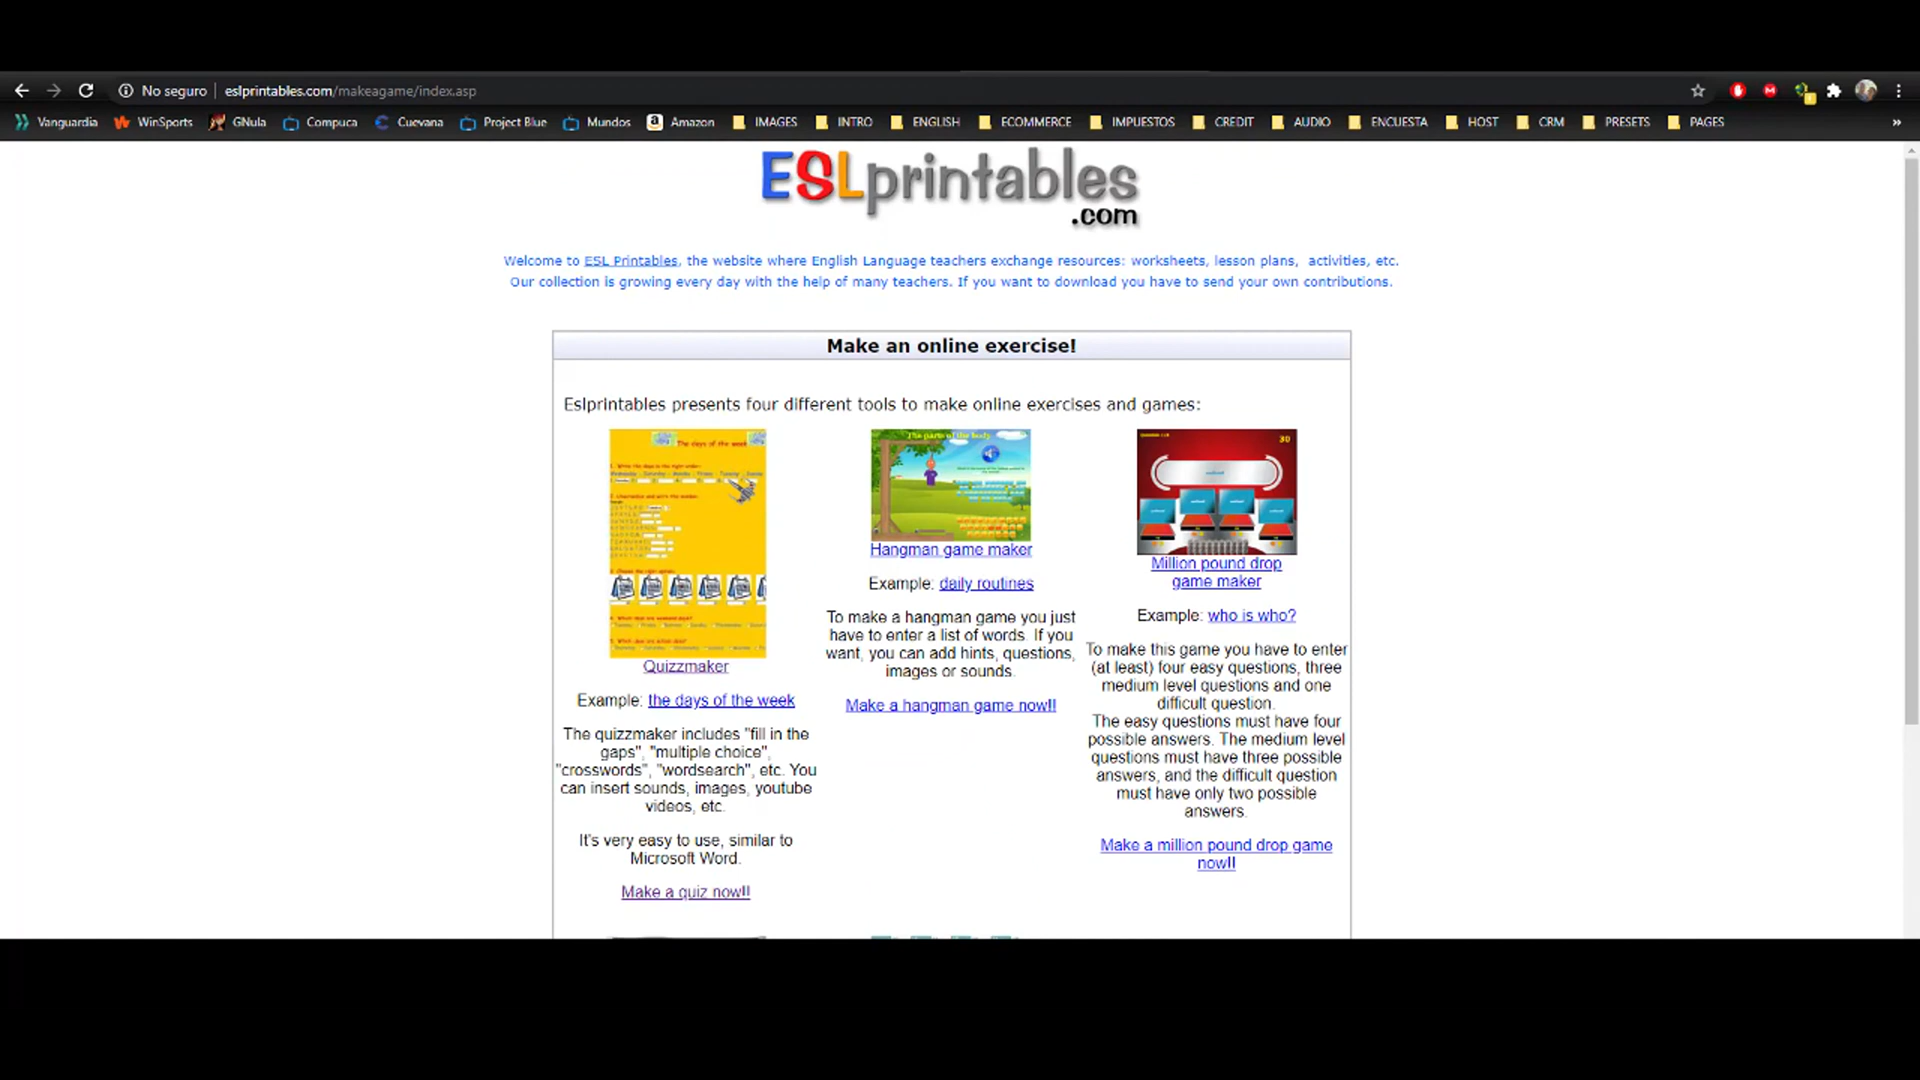 No seguro eslprintables.com/makeagame/index.asp
Vanguardia WinSports GNula Compuca Cuevana Project Blue Mundos Amazon IMAGES INTRO ENGLISH ECOMMERCE IMPUESTOS CREDIT AUDIO ENCUESTA HOST CRM PRESETS PAGES »
ESLprintables
.com
Welcome to ESL Printables, the website where English Language teachers exchange resources: worksheets, lesson plans, activities, etc.
Our collection is growing every day with the help of many teachers. If you want to download you have to send your own contributions.
Make an online exercise!
Eslprintables presents four different tools to make online exercises and games:
The days of the week
Quizzmaker
Example: the days of the week
The quizzmaker includes "fill in the
gaps", "multiple choice",
"crosswords", "wordsearch", etc. You
can insert sounds, images, youtube
videos, etc.
It's very easy to use, similar to
Microsoft Word.
Make a quiz now!!
The parts of the body
Hangman game maker
Example: daily routines
To make a hangman game you just
have to enter a list of words. If you
want, you can add hints, questions,
images or sounds.
Make a hangman game now!!
30
Million pound drop
game maker
Example: who is who?
To make this game you have to enter
(at least) four easy questions, three
medium level questions and one
difficult question.
The easy questions must have four
possible answers. The medium level
questions must have three possible
answers, and the difficult question
must have only two possible
answers.
Make a million pound drop game
now!!